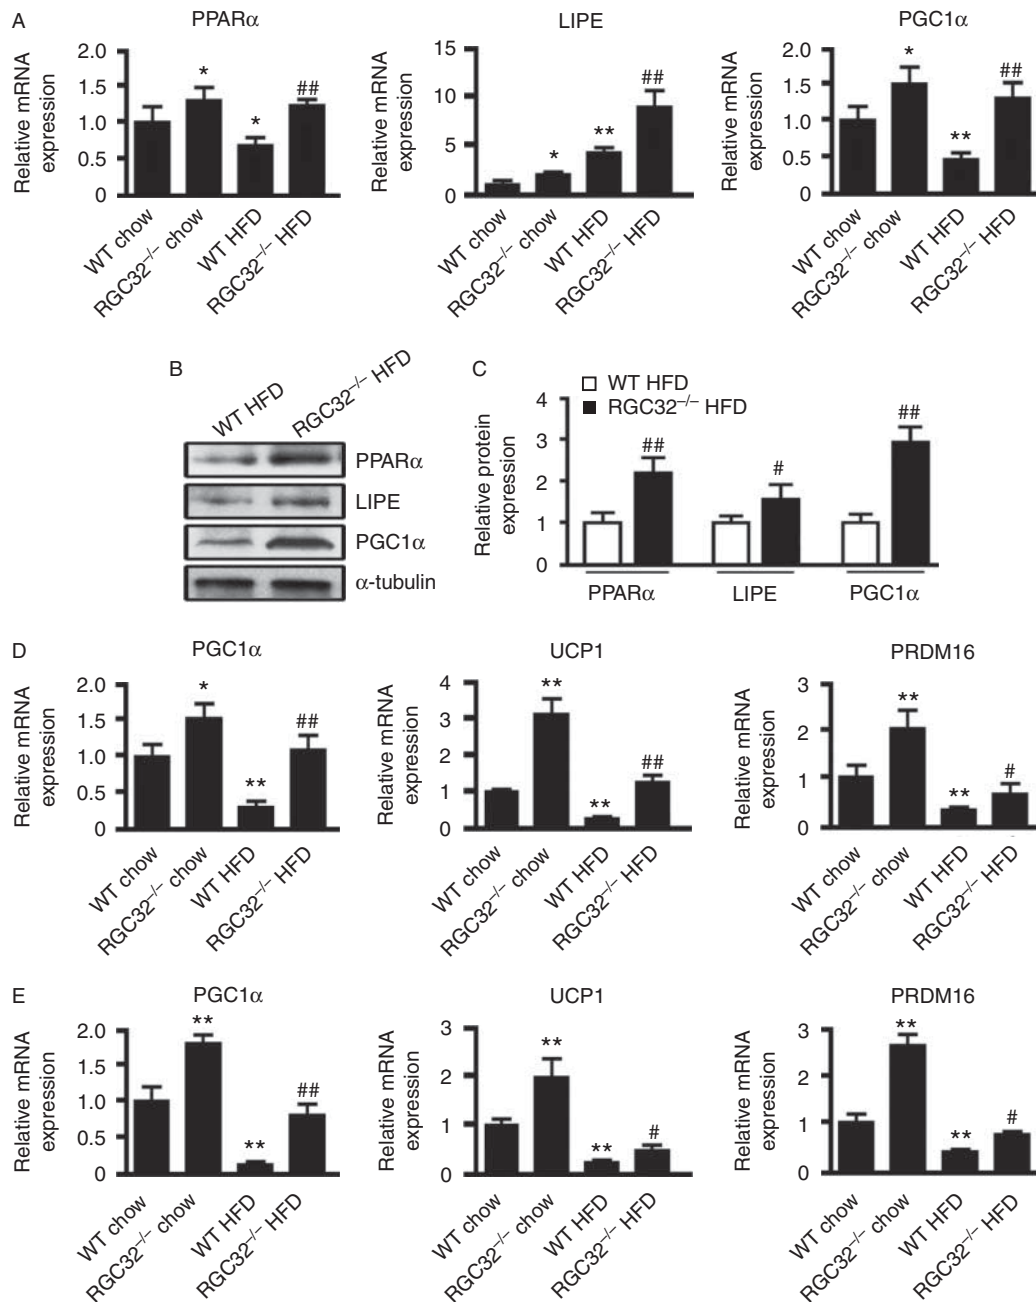 A
PPARα
Relative mRNA
expression
2.0
1.5
1.0
0.5
0
*
*
##
WT chow
RGC32⁻/⁻ chow
WT HFD
RGC32⁻/⁻ HFD
LIPE
Relative mRNA
expression
15
10
5
0
*
**
##
WT chow
RGC32⁻/⁻ chow
WT HFD
RGC32⁻/⁻ HFD
PGC1α
Relative mRNA
expression
2.0
1.5
1.0
0.5
0
*
**
##
WT chow
RGC32⁻/⁻ chow
WT HFD
RGC32⁻/⁻ HFD
B
WT HFD
RGC32⁻/⁻ HFD
PPARα
LIPE
PGC1α
α-tubulin
C
WT HFD
RGC32⁻/⁻ HFD
Relative protein
expression
4
3
2
1
0
##
#
##
PPARα
LIPE
PGC1α
D
PGC1α
Relative mRNA
expression
2.0
1.5
1.0
0.5
0
*
**
##
WT chow
RGC32⁻/⁻ chow
WT HFD
RGC32⁻/⁻ HFD
UCP1
Relative mRNA
expression
4
3
2
1
0
**
**
##
WT chow
RGC32⁻/⁻ chow
WT HFD
RGC32⁻/⁻ HFD
PRDM16
Relative mRNA
expression
3
2
1
0
**
**
#
WT chow
RGC32⁻/⁻ chow
WT HFD
RGC32⁻/⁻ HFD
E
PGC1α
Relative mRNA
expression
2.0
1.5
1.0
0.5
0
**
**
##
WT chow
RGC32⁻/⁻ chow
WT HFD
RGC32⁻/⁻ HFD
UCP1
Relative mRNA
expression
3
2
1
0
**
**
#
WT chow
RGC32⁻/⁻ chow
WT HFD
RGC32⁻/⁻ HFD
PRDM16
Relative mRNA
expression
3
2
1
0
**
**
#
WT chow
RGC32⁻/⁻ chow
WT HFD
RGC32⁻/⁻ HFD